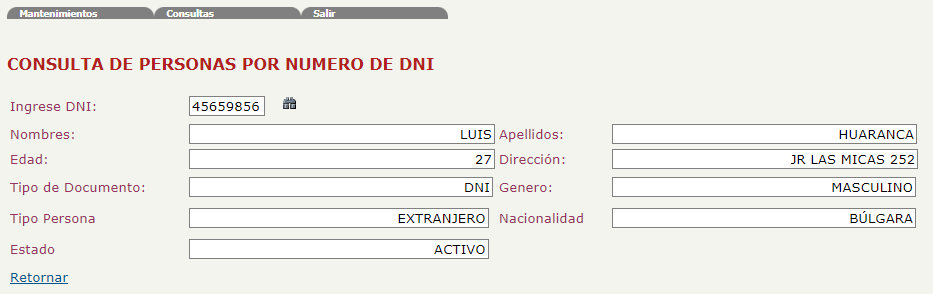 Mantenimientos Consultas Salir
CONSULTA DE PERSONAS POR NUMERO DE DNI
Ingrese DNI: 45659856
Nombres: LUIS Apellidos: HUARANCA
Edad: 27 Dirección: JR LAS MICAS 252
Tipo de Documento: DNI Genero: MASCULINO
Tipo Persona EXTRANJERO Nacionalidad BÚLGARA
Estado ACTIVO
Retornar